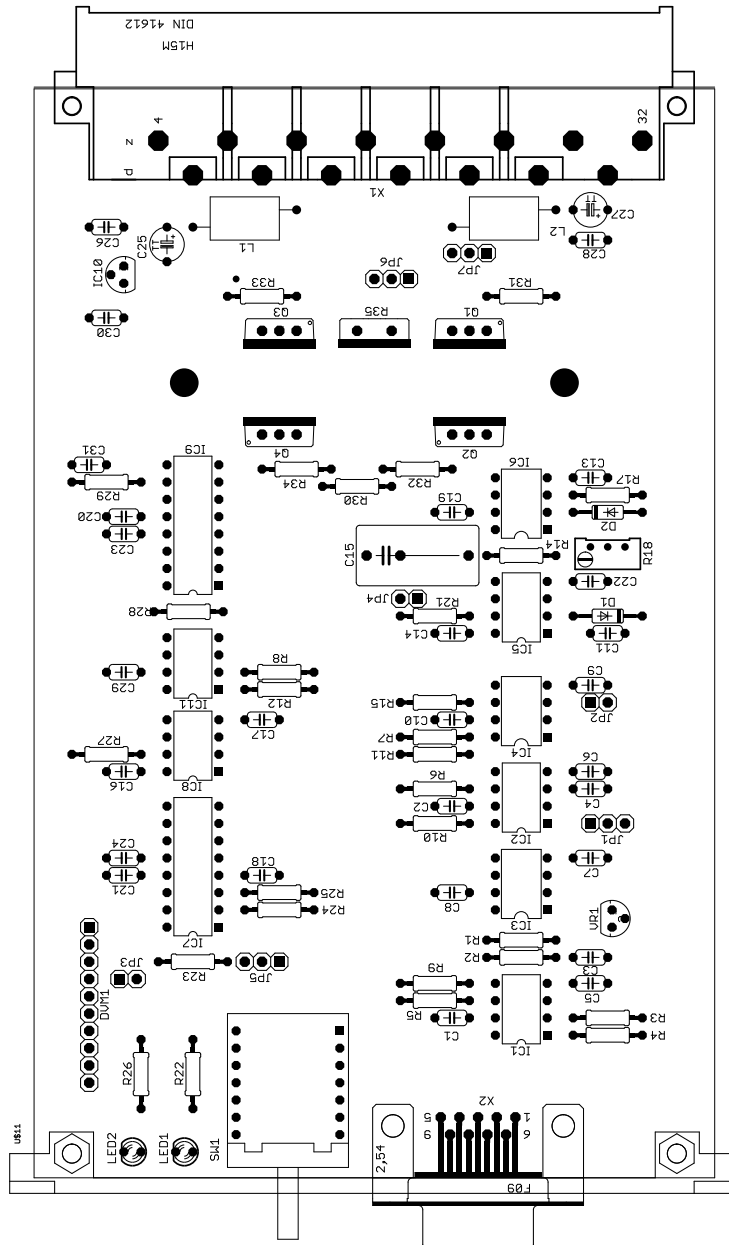 DIN 41612
H15M
4
32
z
d
X1
C26
C25
TT
L1
L2
TT
C27
C28
IC10
JP6
JP7
R33
R31
C30
Q3
R35
Q1
Q4
Q2
C31
IC9
R34
R32
IC6
C13
R29
R30
R17
C20
C19
D2
C23
C15
R14
R18
C22
JP4
R28
R21
D1
C14
IC5
C11
R8
C9
C29
R12
R15
JP2
IC11
C17
C10
R7
R27
R11
IC4
C6
C16
IC8
R6
C4
C2
R10
IC2
JP1
C24
C18
C7
C21
R25
C8
R24
VR1
IC7
IC3
R1
JP3
R23
JP5
R2
C3
R9
C5
DVM1
R5
R3
C1
IC1
R4
R26
R22
X2
5
1
9
6
U$11
LED2
LED1
SW1
2,54
F09